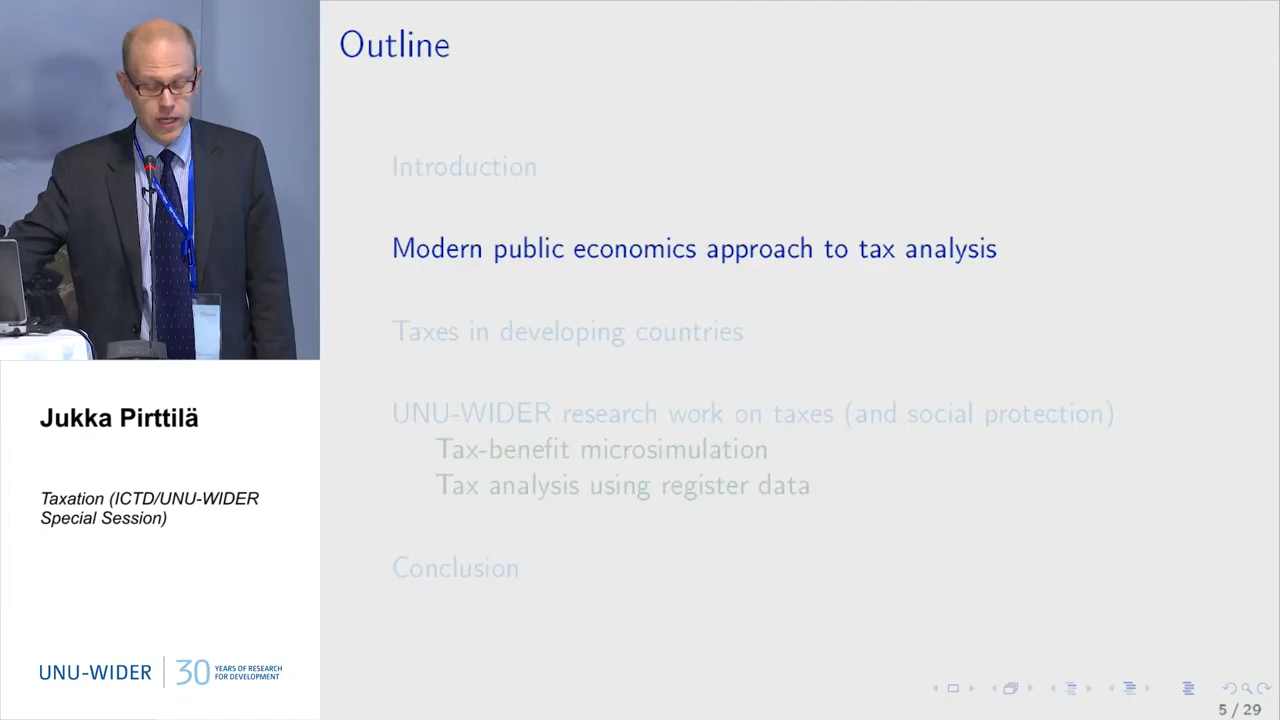 Outline
Introduction
Modern public economics approach to tax analysis
Taxes in developing countries
UNU-WIDER research work on taxes (and social protection)
Tax-benefit microsimulation
Tax analysis using register data
Conclusion
5 / 29
Jukka Pirttilä
Taxation (ICTD/UNU-WIDER
Special Session)
UNU-WIDER
30 YEARS OF RESEARCH
FOR DEVELOPMENT